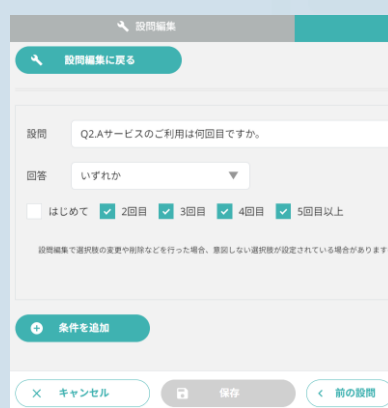 設問編集
設問編集に戻る
設問 Q2.Aサービスのご利用は何回目ですか。
回答 いずれか
はじめて 2回目 3回目 4回目 5回目以上
設問編集で選択肢の変更や削除などを行った場合、意図しない選択肢が設定されている場合があります
条件を追加
キャンセル 保存 前の設問